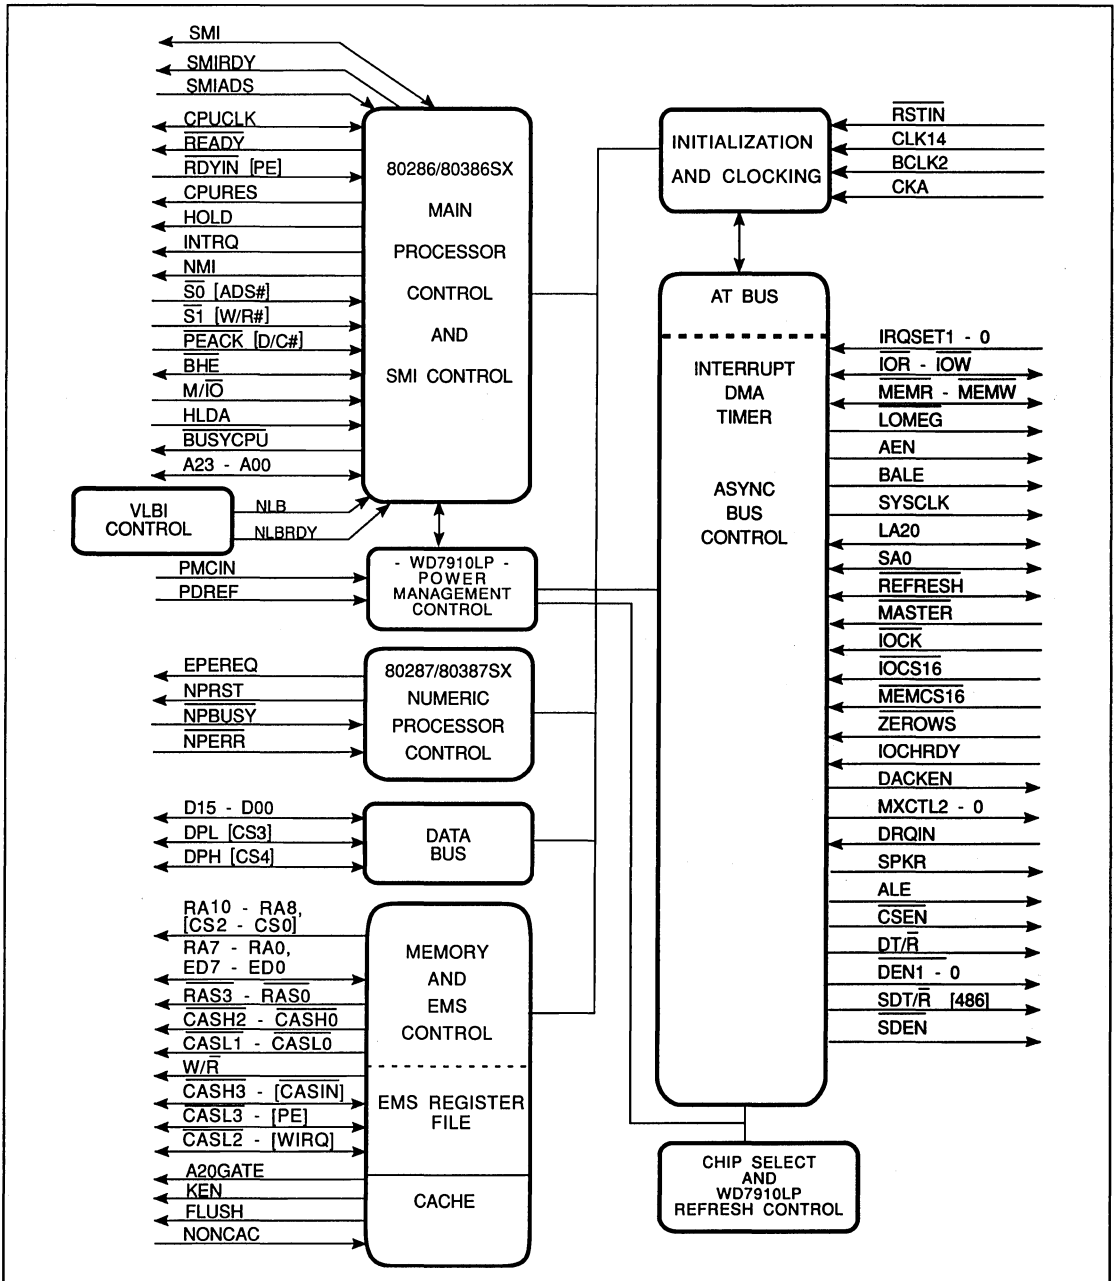 SMI
SMIRDY
SMIADS
CPUCLK
READY
RDYIN [PE]
CPURES
HOLD
INTRQ
NMI
S0 [ADS#]
S1 [W/R#]
PEACK [D/C#]
BHE
M/IO
HLDA
BUSYCPU
A23 - A00
80286/80386SX
MAIN
PROCESSOR
CONTROL
AND
SMI CONTROL
VLBI
CONTROL
NLB
NLBRDY
PMCIN
PDREF
- WD7910LP -
POWER
MANAGEMENT
CONTROL
EPEREQ
NPRST
NPBUSY
NPERR
80287/80387SX
NUMERIC
PROCESSOR
CONTROL
D15 - D00
DPL [CS3]
DPH [CS4]
DATA
BUS
RA10 - RA8,
[CS2 - CS0]
RA7 - RA0,
ED7 - ED0
RAS3 - RAS0
CASH2 - CASH0
CASL1 - CASL0
W/R
CASH3 - [CASIN]
CASL3 - [PE]
CASL2 - [WIRQ]
A20GATE
KEN
FLUSH
NONCAC
MEMORY
AND
EMS
CONTROL
EMS REGISTER
FILE
CACHE
INITIALIZATION
AND CLOCKING
RSTIN
CLK14
BCLK2
CKA
AT BUS
INTERRUPT
DMA
TIMER
ASYNC
BUS
CONTROL
IRQSET1 - 0
IOR - IOW
MEMR - MEMW
LOMEG
AEN
BALE
SYSCLK
LA20
SA0
REFRESH
MASTER
IOCK
IOCS16
MEMCS16
ZEROWS
IOCHRDY
DACKEN
MXCTL2 - 0
DRQIN
SPKR
ALE
CSEN
DT/R
DEN1 - 0
SDT/R [486]
SDEN
CHIP SELECT
AND
WD7910LP
REFRESH CONTROL